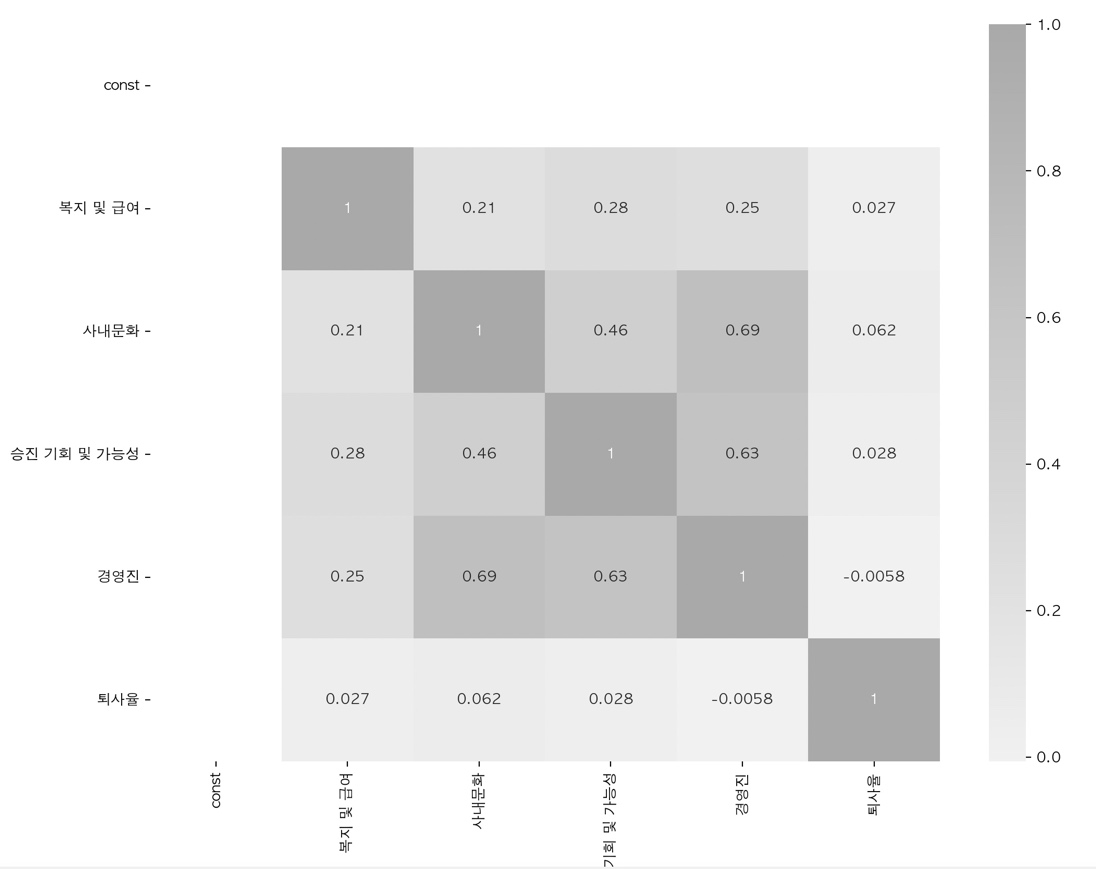 1.0
const
0.8
복지 및 급여 1 0.21 0.28 0.25 0.027
사내문화 0.21 1 0.46 0.69 0.062
0.6
승진 기회 및 가능성 0.28 0.46 1 0.63 0.028
0.4
경영진 0.25 0.69 0.63 1 -0.0058
0.2
퇴사율 0.027 0.062 0.028 -0.0058 1
0.0
const
복지 및 급여
사내문화
기회 및 가능성
경영진
퇴사율